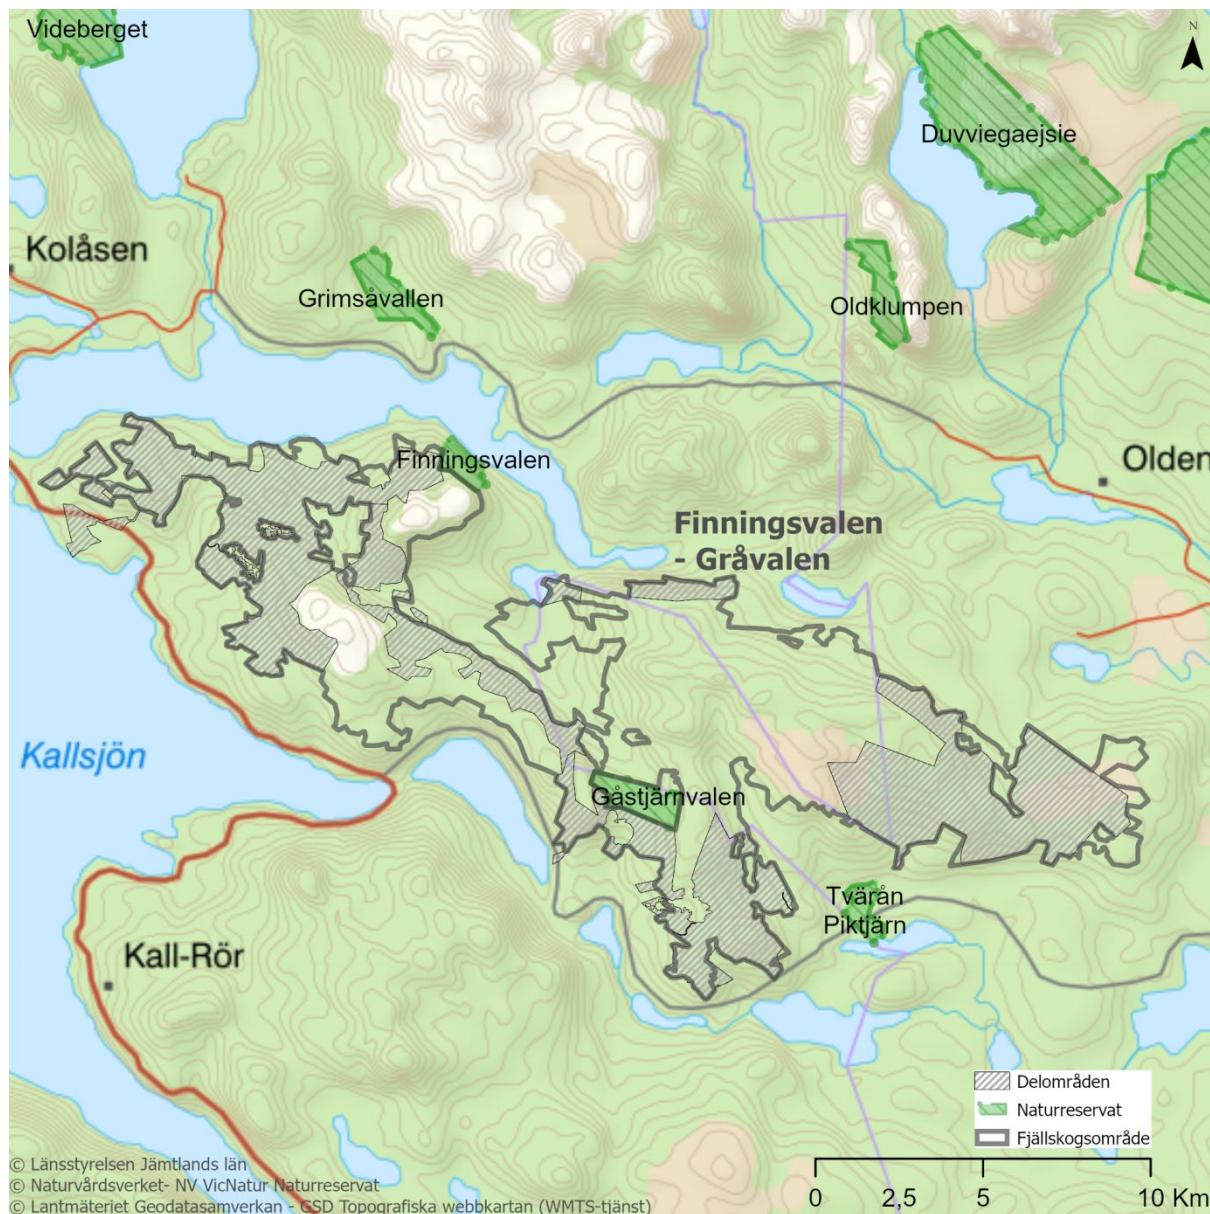 Videberget
N
Duvviegaejsie
Kolåsen
Grimsåvallen
Oldklumpen
Finningsvalen
Olden
Finningsvalen
- Gråvalen
Kallsjön
Gåstjärnvalen
Tvärån
Piktjärn
Kall-Rör
Delområden
Naturreservat
Fjällskogsområde
© Länsstyrelsen Jämtlands län
© Naturvårdsverket- NV VicNatur Naturreservat
© Lantmäteriet Geodatasamverkan - GSD Topografiska webbkartan (WMTS-tjänst)
0 2,5 5 10 Km